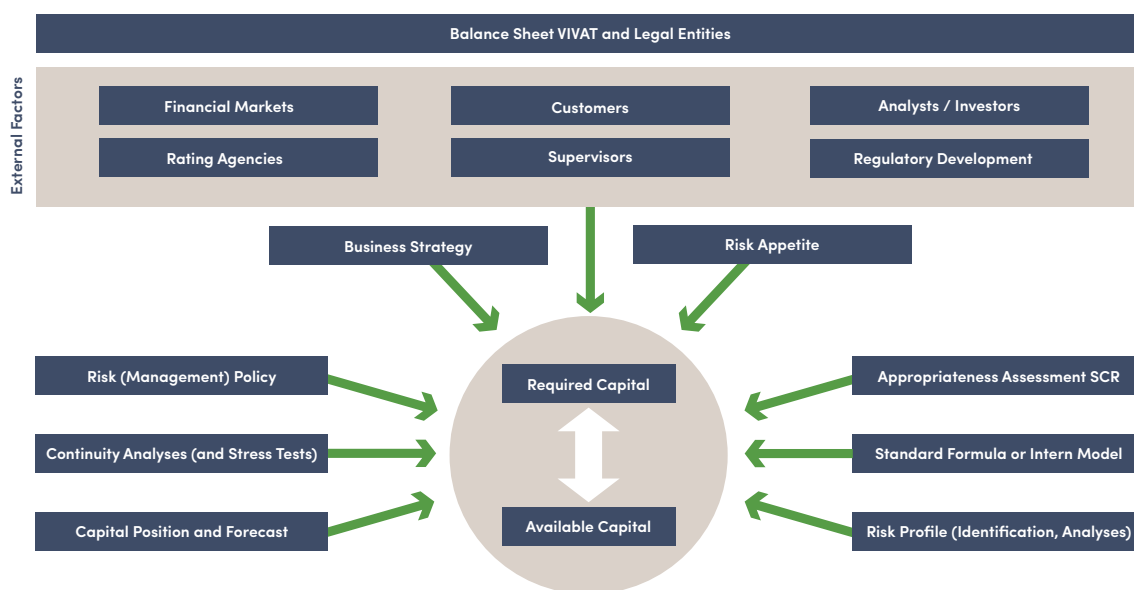 Balance Sheet VIVAT and Legal Entities
External Factors
Financial Markets
Customers
Analysts / Investors
Rating Agencies
Supervisors
Regulatory Development
Business Strategy
Risk Appetite
Risk (Management) Policy
Required Capital
Appropriateness Assessment SCR
Continuity Analyses (and Stress Tests)
Standard Formula or Intern Model
Capital Position and Forecast
Available Capital
Risk Profile (Identification, Analyses)